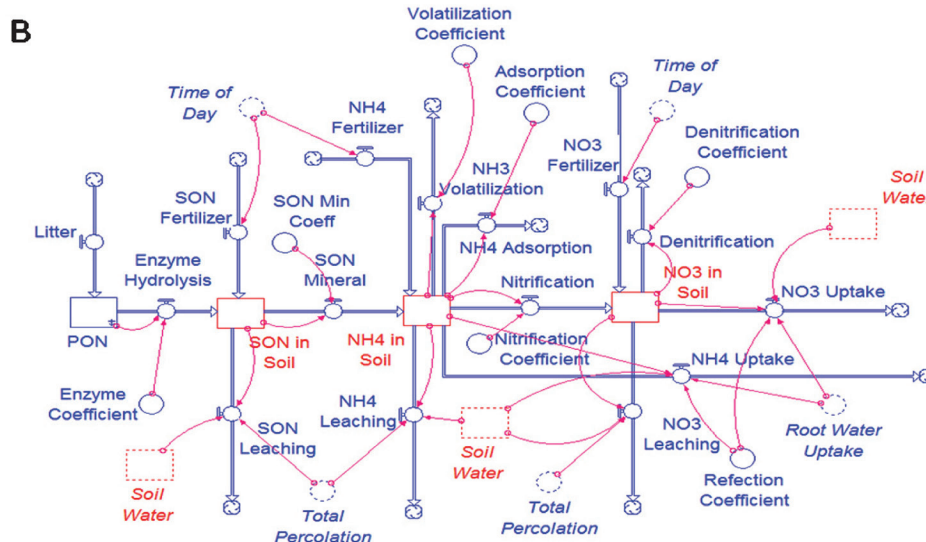 B
Volatilization
Coefficient
Time of
Day
NH4
Fertilizer
Adsorption
Coefficient
Time of
Day
NO3
Fertilizer
Denitrification
Coefficient
Soil
Wate
NH3
Volatilization
SON
Fertilizer
SON Min
Coeff
Litter
Enzyme
Hydrolysis
SON
Mineral
NH4 Adsorption
Denitrification
Nitrification
NO3 in
Soil
NO3 Uptake
PON
SON in
Soil
NH4 in
Soil
Nitrification
Coefficient
NH4 Uptake
Enzyme
Coefficient
SON
Leaching
NH4
Leaching
NO3
Leaching
Root Water
Uptake
Soil
Water
Soil
Water
Total
Percolation
Total
Percolation
Refection
Coefficient